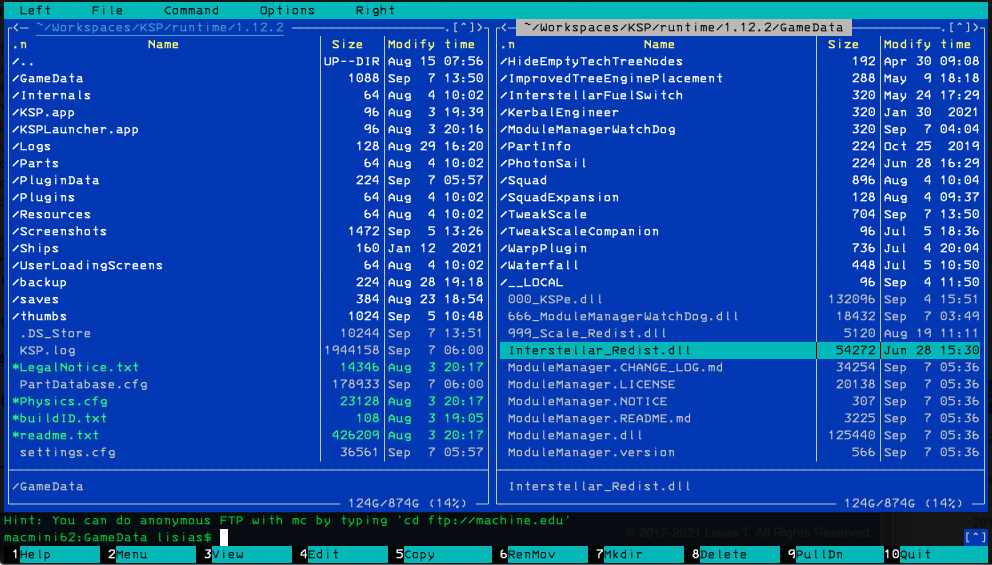 Left File Command Options Right
<─ ~/Workspaces/KSP/runtime/1.12.2 .[^]>
.n Name Size Modify time
/.. UP--DIR Aug 15 07:56
/GameData 1088 Sep 7 13:50
/Internals 64 Aug 4 10:02
/KSP.app 96 Aug 3 19:39
/KSPLauncher.app 96 Aug 3 20:16
/Logs 128 Aug 29 16:20
/Parts 64 Aug 4 10:02
/PluginData 224 Sep 7 05:57
/Plugins 64 Aug 4 10:02
/Resources 64 Aug 4 10:02
/Screenshots 1472 Sep 5 13:26
/Ships 160 Jan 12 2021
/UserLoadingScreens 64 Aug 4 10:02
/backup 224 Aug 28 19:18
/saves 384 Aug 23 18:54
/thumbs 1024 Sep 5 10:48
.DS_Store 10244 Sep 7 13:51
KSP.log 1944158 Sep 7 06:00
*LegalNotice.txt 14346 Aug 3 20:17
PartDatabase.cfg 178933 Sep 7 06:00
*Physics.cfg 23128 Aug 3 20:17
*buildID.txt 108 Aug 3 19:05
*readme.txt 426209 Aug 3 20:17
settings.cfg 36561 Sep 7 05:57
/GameData
124G/874G (14%)
<─ ~/Workspaces/KSP/runtime/1.12.2/GameData .[^]>
.n Name Size Modify time
/HideEmptyTechTreeNodes 192 Apr 30 09:08
/ImprovedTreeEnginePlacement 288 May 9 18:18
/InterstellarFuelSwitch 320 May 24 17:29
/KerbalEngineer 320 Jan 30 2021
/ModuleManagerWatchDog 320 Sep 7 04:04
/PartInfo 224 Oct 25 2019
/PhotonSail 224 Jun 28 16:29
/Squad 896 Aug 4 10:04
/SquadExpansion 128 Aug 4 09:37
/TweakScale 704 Sep 7 13:50
/TweakScaleCompanion 96 Jul 5 18:36
/WarpPlugin 736 Jul 4 20:04
/Waterfall 448 Jul 5 10:50
/__LOCAL 96 Sep 4 11:50
000_KSPe.dll 132096 Sep 4 15:51
666_ModuleManagerWatchDog.dll 18432 Sep 7 03:49
999_Scale_Redist.dll 5120 Aug 19 11:11
Interstellar_Redist.dll 54272 Jun 28 15:30
ModuleManager.CHANGE_LOG.md 34254 Sep 7 05:36
ModuleManager.LICENSE 20138 Sep 7 05:36
ModuleManager.NOTICE 307 Sep 7 05:36
ModuleManager.README.md 3225 Sep 7 05:36
ModuleManager.dll 125440 Sep 7 05:36
ModuleManager.version 566 Sep 7 05:36
Interstellar_Redist.dll
124G/874G (14%)
Hint: You can do anonymous FTP with mc by typing 'cd ftp://machine.edu'
© 2012-2021 Lisias T. All Rights Reserved.
macmini62:GameData lisias$ [^]
1Help 2Menu 3View 4Edit 5Copy 6RenMov 7Mkdir 8Delete 9PullDn 10Quit